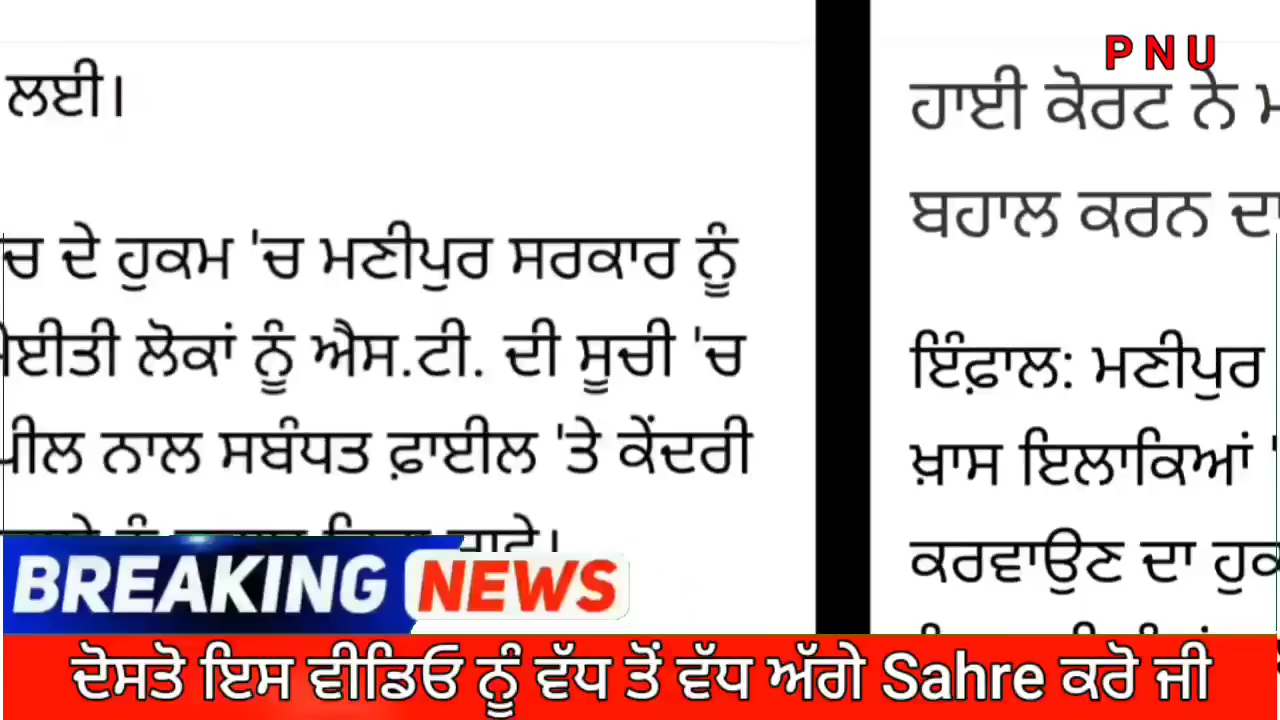 ਲਈ।
ਚ ਦੇ ਹੁਕਮ 'ਚ ਮਣੀਪੁਰ ਸਰਕਾਰ ਨੂੰ
ਲੋਕਾਂ ਨੂੰ ਐਸ.ਟੀ. ਦੀ ਸੂਚੀ 'ਚ
ਨਾਲ ਸਬੰਧਤ ਫ਼ਾਈਲ 'ਤੇ ਕੇਂਦਰੀ
PNU
ਹਾਈ ਕੋਰਟ ਨੇ
ਬਹਾਲ ਕਰਨ ਦਾ
ਇੰਫ਼ਾਲ: ਮਣੀਪੁਰ
ਖ਼ਾਸ ਇਲਾਕਿਆਂ
ਕਰਵਾਉਣ ਦਾ
BREAKING NEWS
ਦੋਸਤੋ ਇਸ ਵੀਡਿਓ ਨੂੰ ਵੱਧ ਤੋਂ ਵੱਧ ਅੱਗੇ Sahre ਕਰੋ ਜੀ